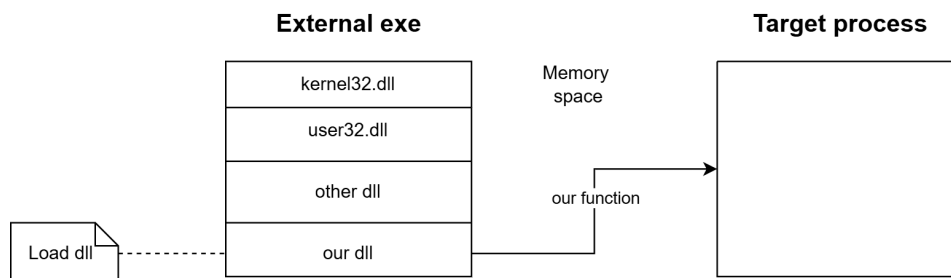 External exe
Target process
kernel32.dll
Memory
space
user32.dll
other dll
our function
Load dll
our dll